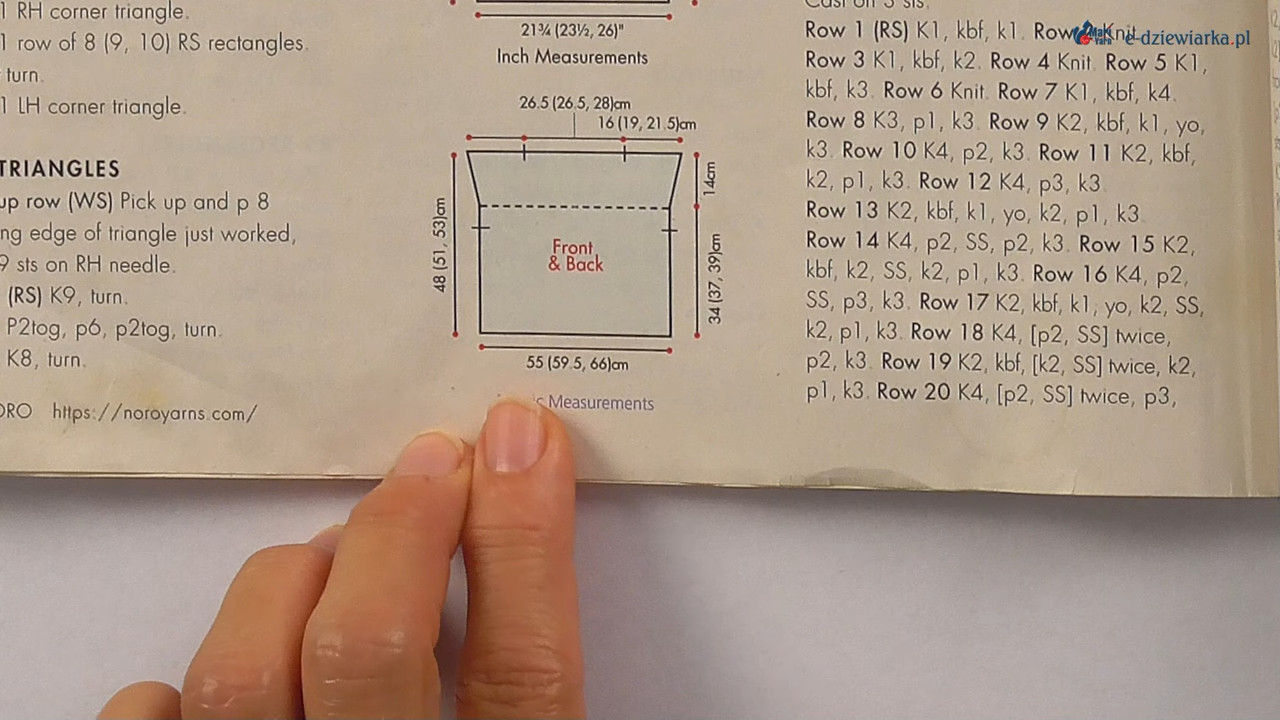 1 RH corner triangle.
1 row of 8 (9, 10) RS rectangles.
turn.
1 LH corner triangle.
TRIANGLES
up row (WS) Pick up and p 8
ng edge of triangle just worked,
9 sts on RH needle.
(RS) K9, turn.
P2tog, p6, p2tog, turn.
K8, turn.
ORO https://noroyarns.com/
21¾ (23½, 26)"
Inch Measurements
26.5 (26.5, 28)cm
16 (19, 21.5)cm
14cm
48 (51, 53)cm
Front
& Back
34 (37, 39)cm
55 (59.5, 66)cm
c Measurements
Cast on 3 sts.
Row 1 (RS) K1, kbf, k1. Row Knit.
Row 3 K1, kbf, k2. Row 4 Knit. Row 5 K1,
kbf, k3. Row 6 Knit. Row 7 K1, kbf, k4.
Row 8 K3, p1, k3. Row 9 K2, kbf, k1, yo,
k3. Row 10 K4, p2, k3. Row 11 K2, kbf,
k2, p1, k3. Row 12 K4, p3, k3.
Row 13 K2, kbf, k1, yo, k2, p1, k3.
Row 14 K4, p2, SS, p2, k3. Row 15 K2,
kbf, k2, SS, k2, p1, k3. Row 16 K4, p2,
SS, p3, k3. Row 17 K2, kbf, k1, yo, k2, SS,
k2, p1, k3. Row 18 K4, [p2, SS] twice,
p2, k3. Row 19 K2, kbf, [k2, SS] twice, k2,
p1, k3. Row 20 K4, [p2, SS] twice, p3,
Maki Yarn e-dziewiarka.pl